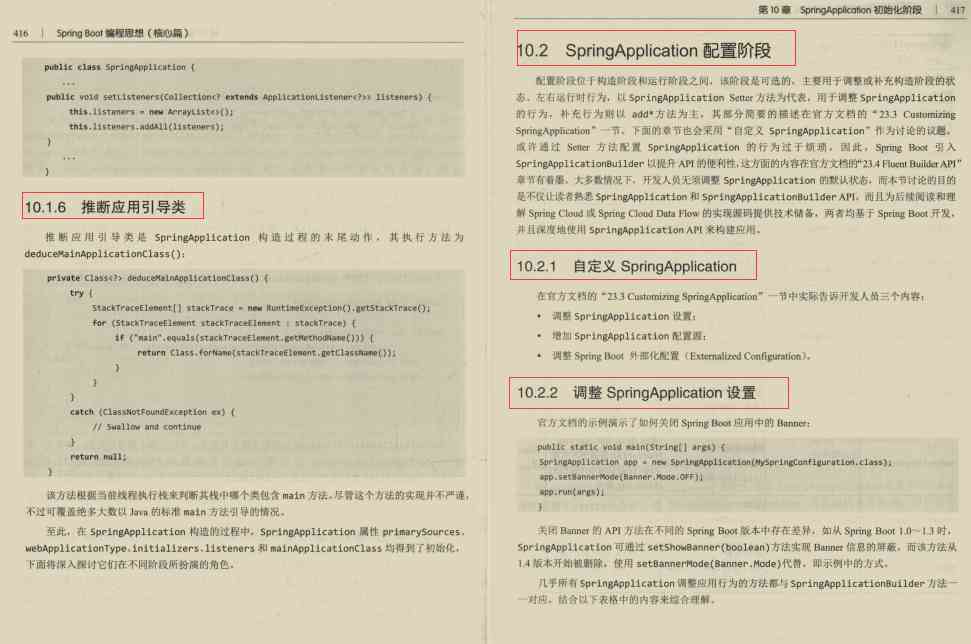 416 | Spring Boot 编程思想（核心篇）
public class SpringApplication {
...
public void setListeners(Collection<? extends ApplicationListener<?>> listeners) {
this.listeners = new ArrayList<>();
this.listeners.addAll(listeners);
}
...
}
10.1.6 推断应用引导类
推断应用引导类是 SpringApplication 构造过程的末尾动作，其执行方法为
deduceMainApplicationClass()：
private Class<?> deduceMainApplicationClass() {
try {
StackTraceElement[] stackTrace = new RuntimeException().getStackTrace();
for (StackTraceElement stackTraceElement : stackTrace) {
if ("main".equals(stackTraceElement.getMethodName())) {
return Class.forName(stackTraceElement.getClassName());
}
}
}
catch (ClassNotFoundException ex) {
// Swallow and continue
}
return null;
}
该方法根据当前线程执行栈来判断其栈中哪个类包含 main 方法。尽管这个方法的实现并不严谨，
不过可覆盖绝多大数以 Java 的标准 main 方法引导的情况。
至此，在 SpringApplication 构造的过程中，SpringApplication 属性 primarySources、
webApplicationType、initializers、listeners 和 mainApplicationClass 均得到了初始化，
下面将深入探讨它们在不同阶段所扮演的角色。
第 10 章 SpringApplication 初始化阶段 | 417
10.2 SpringApplication 配置阶段
配置阶段位于构造阶段和运行阶段之间，该阶段是可选的，主要用于调整或补充构造阶段的状
态、左右运行时行为，以 SpringApplication Setter 方法为代表，用于调整 SpringApplication
的行为，补充行为则以 add*方法为主，其部分简要的描述在官方文档的“23.3 Customizing
SpringApplication”一节，下面的章节也会采用“自定义 SpringApplication”作为讨论的议题，
或许通过 Setter 方法配置 SpringApplication 的行为过于烦琐，因此，Spring Boot 引入
SpringApplicationBuilder 以提升 API 的便利性，这方面的内容在官方文档的“23.4 Fluent Builder API”
章节有着墨。大多数情况下，开发人员无须调整 SpringApplication 的默认状态，而本节讨论的目的
是不仅让读者熟悉 SpringApplication 和 SpringApplicationBuilder API，而且为后续阅读和理
解 Spring Cloud 或 Spring Cloud Data Flow 的实现源码提供技术储备，两者均基于 Spring Boot 开发，
并且深度地使用 SpringApplication API 来构建应用。
10.2.1 自定义 SpringApplication
在官方文档的“23.3 Customizing SpringApplication”一节中实际告诉开发人员三个内容：
• 调整 SpringApplication 设置；
• 增加 SpringApplication 配置源；
• 调整 Spring Boot 外部化配置（Externalized Configuration）。
10.2.2 调整 SpringApplication 设置
官方文档的示例演示了如何关闭 Spring Boot 应用中的 Banner：
public static void main(String[] args) {
SpringApplication app = new SpringApplication(MySpringConfiguration.class);
app.setBannerMode(Banner.Mode.OFF);
app.run(args);
}
关闭 Banner 的 API 方法在不同的 Spring Boot 版本中存在差异，如从 Spring Boot 1.0～1.3 时，
SpringApplication 可通过 setShowBanner(boolean)方法实现 Banner 信息的屏蔽，而该方法从
1.4 版本开始被删除，使用 setBannerMode(Banner.Mode)代替，即示例中的方式。
几乎所有 SpringApplication 调整应用行为的方法都与 SpringApplicationBuilder 方法一
一对应，结合以下表格中的内容来综合理解。